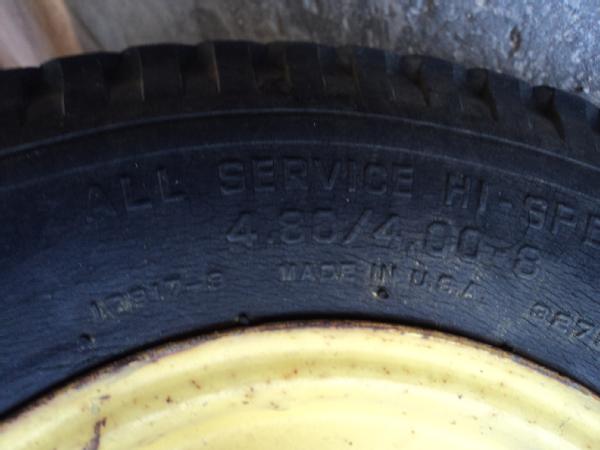 ALL SERVICE HI-SPE
4.80/4.00-8
MADE IN U.S.A.